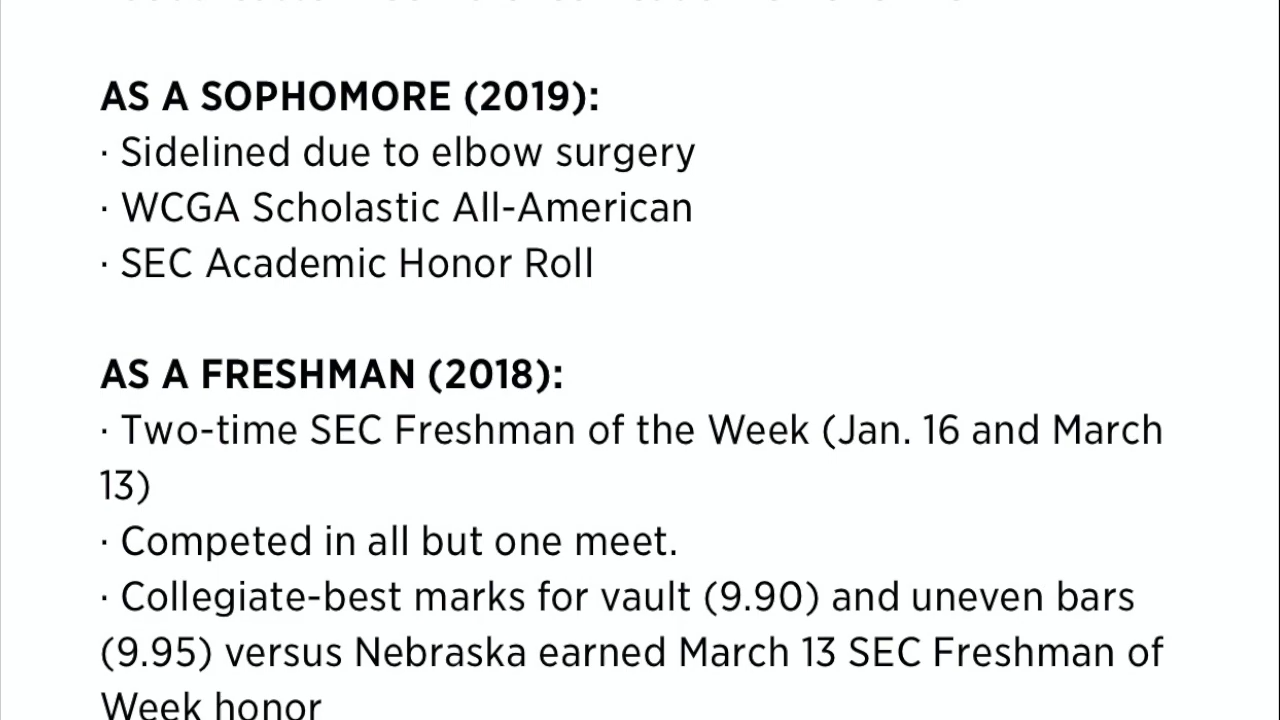 AS A SOPHOMORE (2019):
· Sidelined due to elbow surgery
· WCGA Scholastic All-American
· SEC Academic Honor Roll
AS A FRESHMAN (2018):
· Two-time SEC Freshman of the Week (Jan. 16 and March
13)
· Competed in all but one meet.
· Collegiate-best marks for vault (9.90) and uneven bars
(9.95) versus Nebraska earned March 13 SEC Freshman of
Week honor